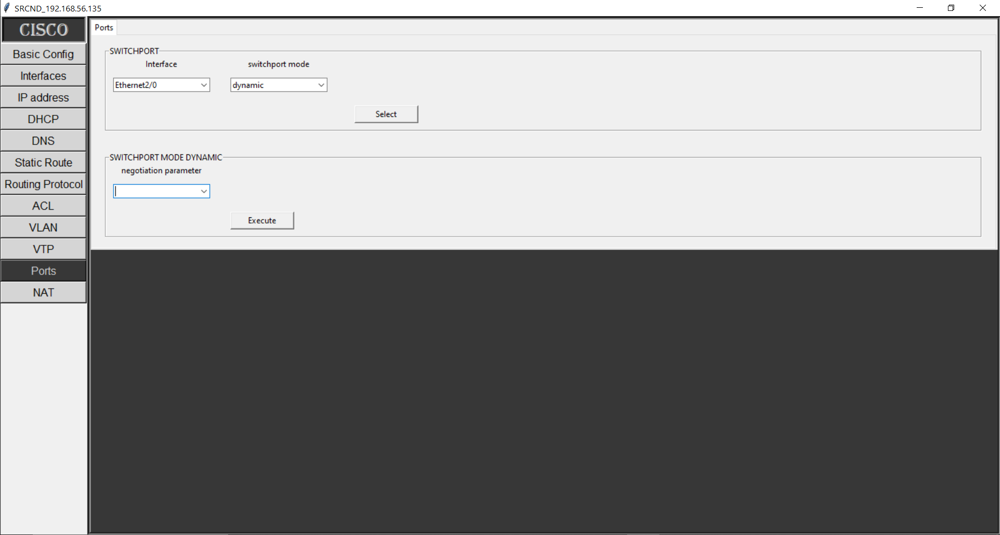 SRCND_192.168.56.135
CISCO
Basic Config
Interfaces
IP address
DHCP
DNS
Static Route
Routing Protocol
ACL
VLAN
VTP
Ports
NAT
Ports
SWITCHPORT
Interface switchport mode
Ethernet2/0 dynamic
Select
SWITCHPORT MODE DYNAMIC
negotiation parameter
Execute